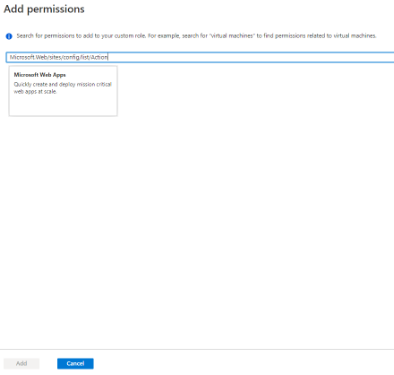 Add permissions
Search for permissions to add to your custom role. For example, search for "virtual machines" to find permissions related to virtual machines.
Microsoft.Web/sites/config/list/Action
Microsoft Web Apps
Quickly create and deploy mission critical
web apps at scale.
Add
Cancel